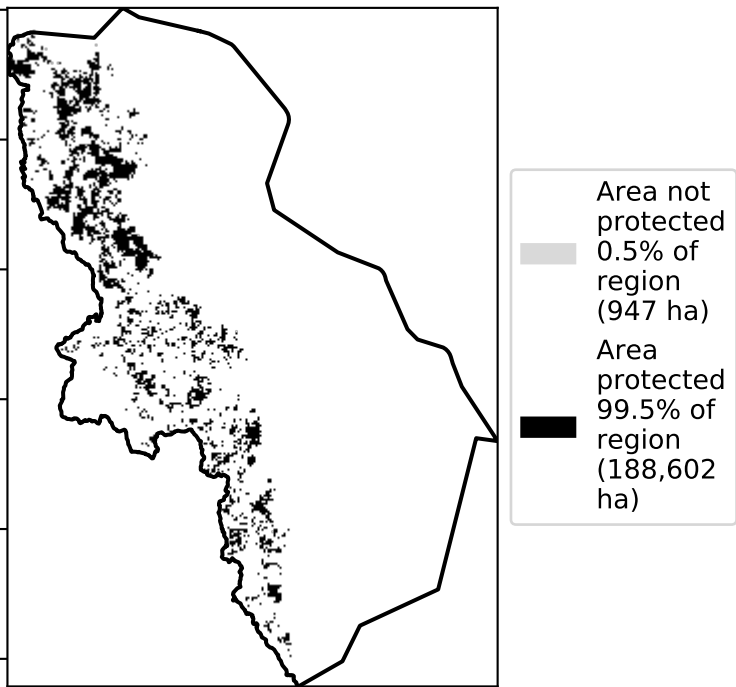 Area not
protected
0.5% of
region
(947 ha)
Area
protected
99.5% of
region
(188,602
ha)